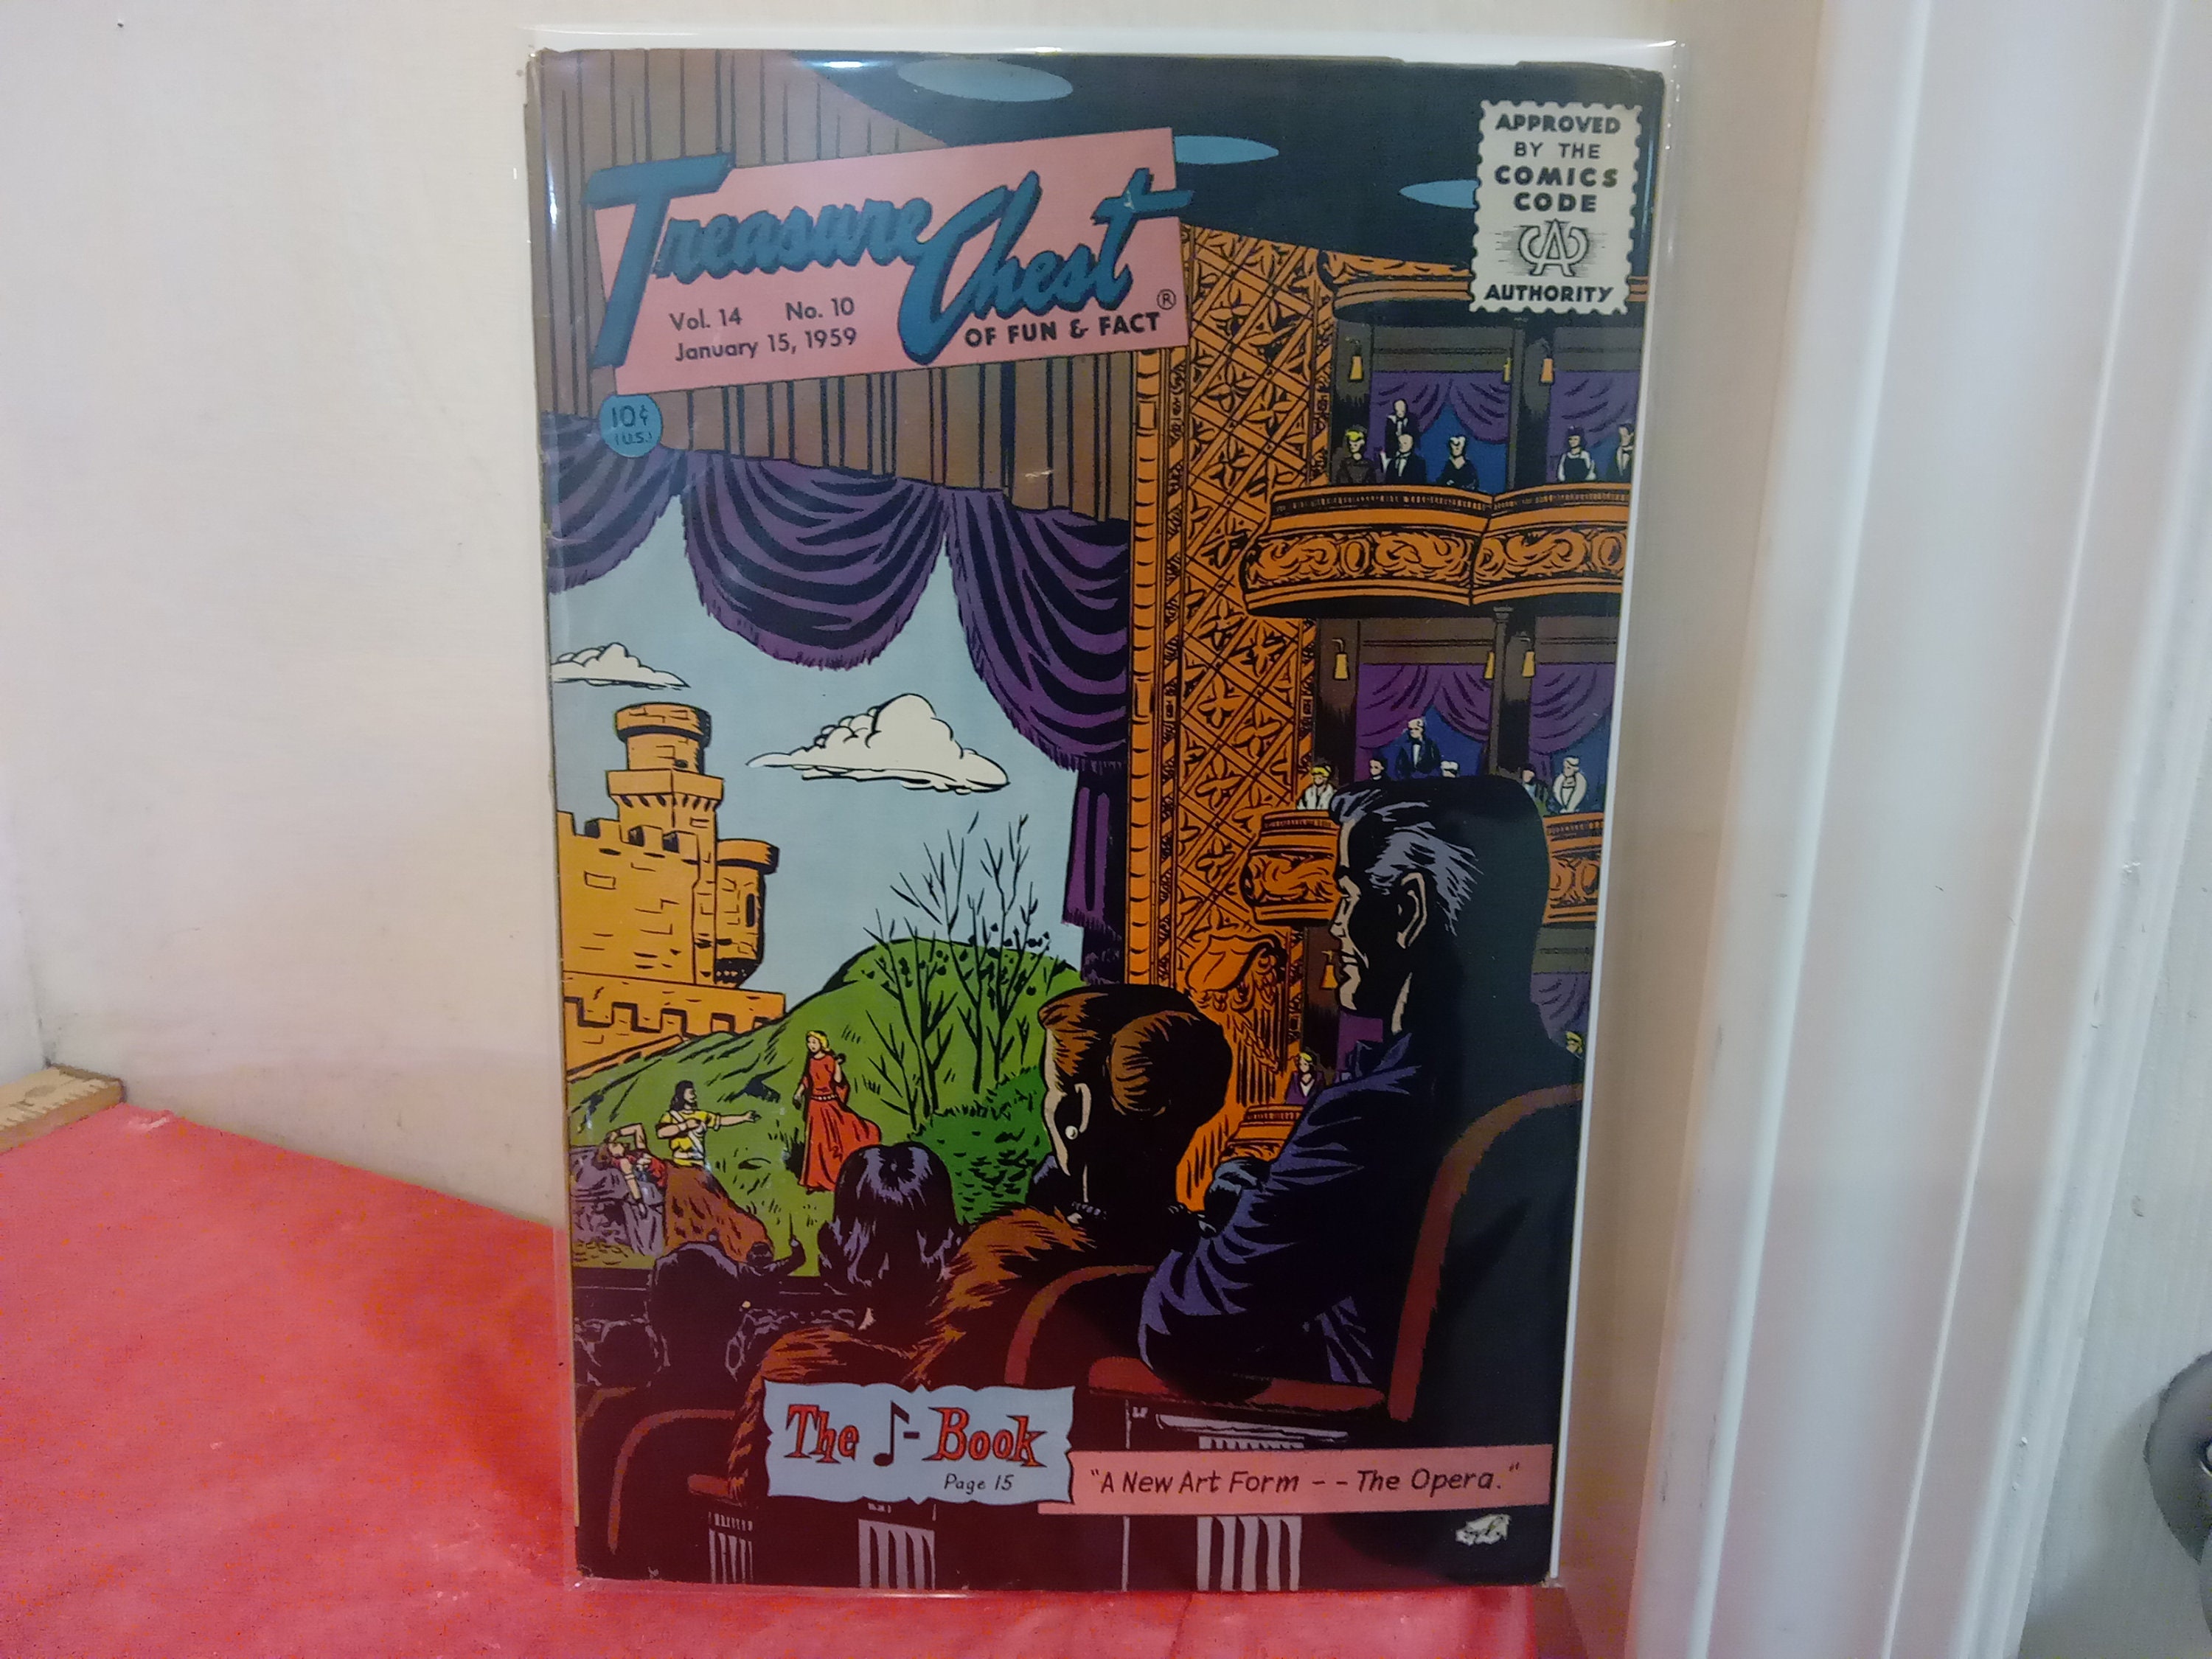 Treasure Chest®
OF FUN & FACT
Vol. 14 No. 10
January 15, 1959
10¢
(U.S.)
APPROVED
BY THE
COMICS
CODE
CA
AUTHORITY
The ♪- Book
Page 15
"A New Art Form -- The Opera."